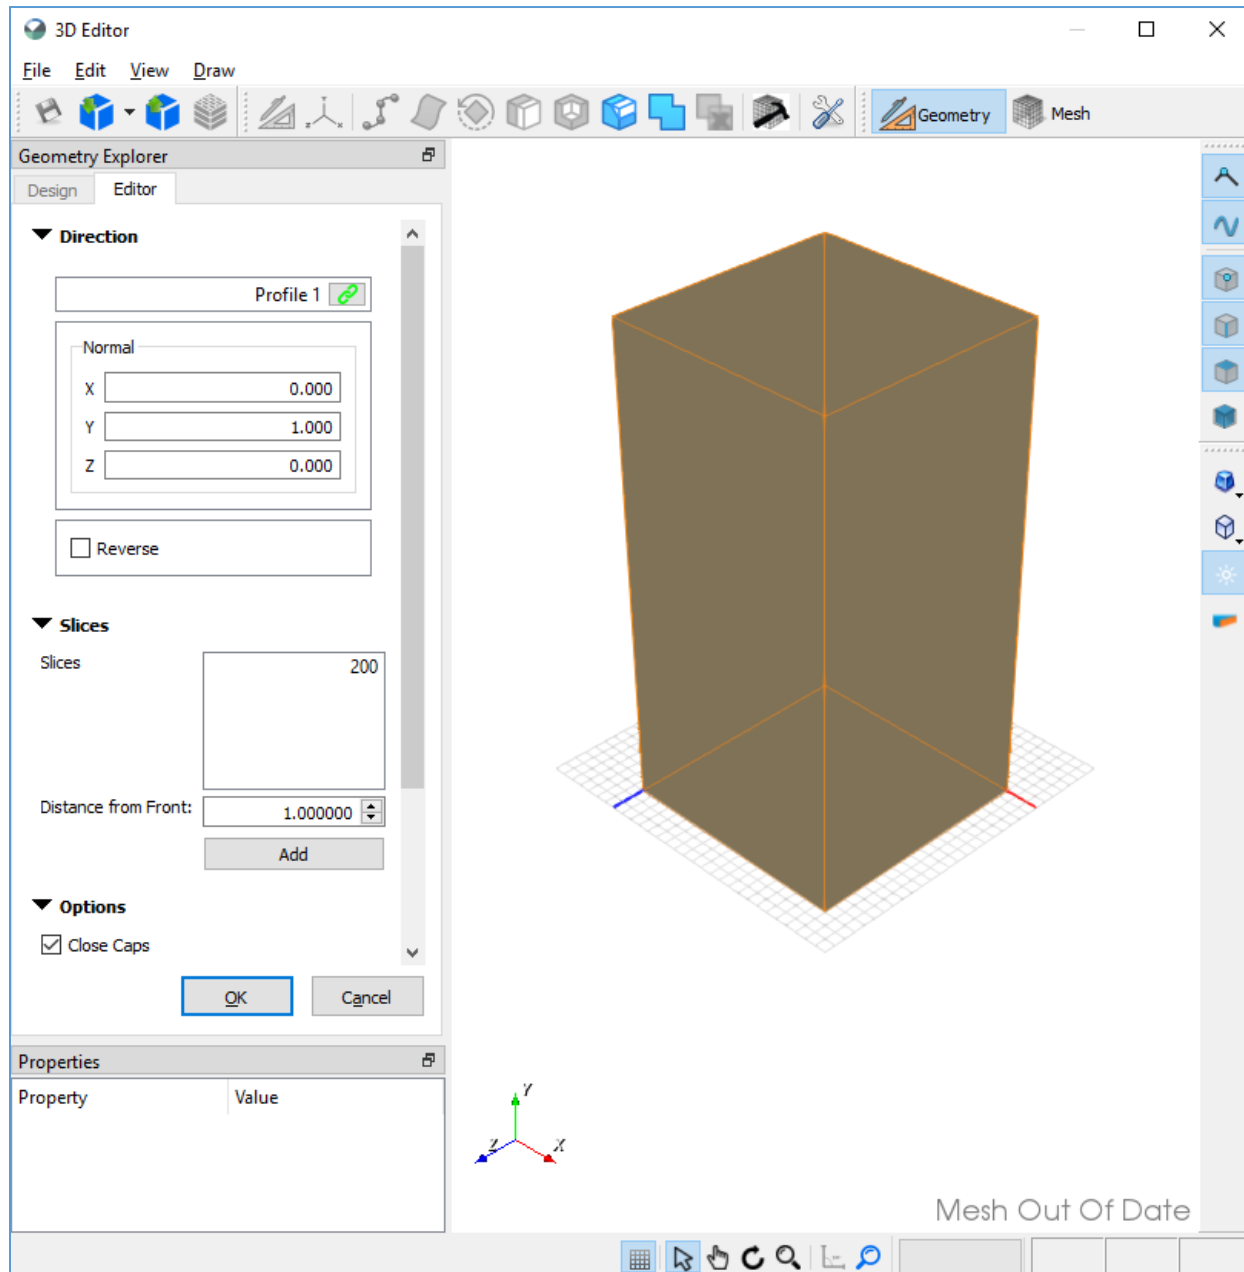 3D Editor
File Edit View Draw
Geometry Mesh
Geometry Explorer
Design Editor
Direction
Profile 1
Normal
X 0.000
Y 1.000
Z 0.000
Reverse
Slices
Slices 200
Distance from Front: 1.000000
Add
Options
Close Caps
OK Cancel
Properties
Property Value
Y
Z X
Mesh Out Of Date